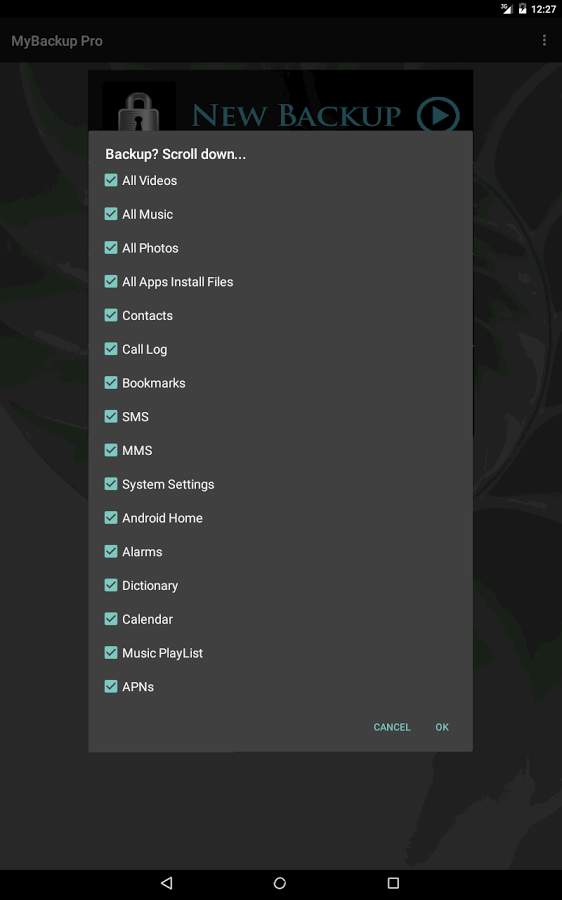 3G 12:27
MyBackup Pro
New Backup
Backup? Scroll down...
All Videos
All Music
All Photos
All Apps Install Files
Contacts
Call Log
Bookmarks
SMS
MMS
System Settings
Android Home
Alarms
Dictionary
Calendar
Music PlayList
APNs
CANCEL OK